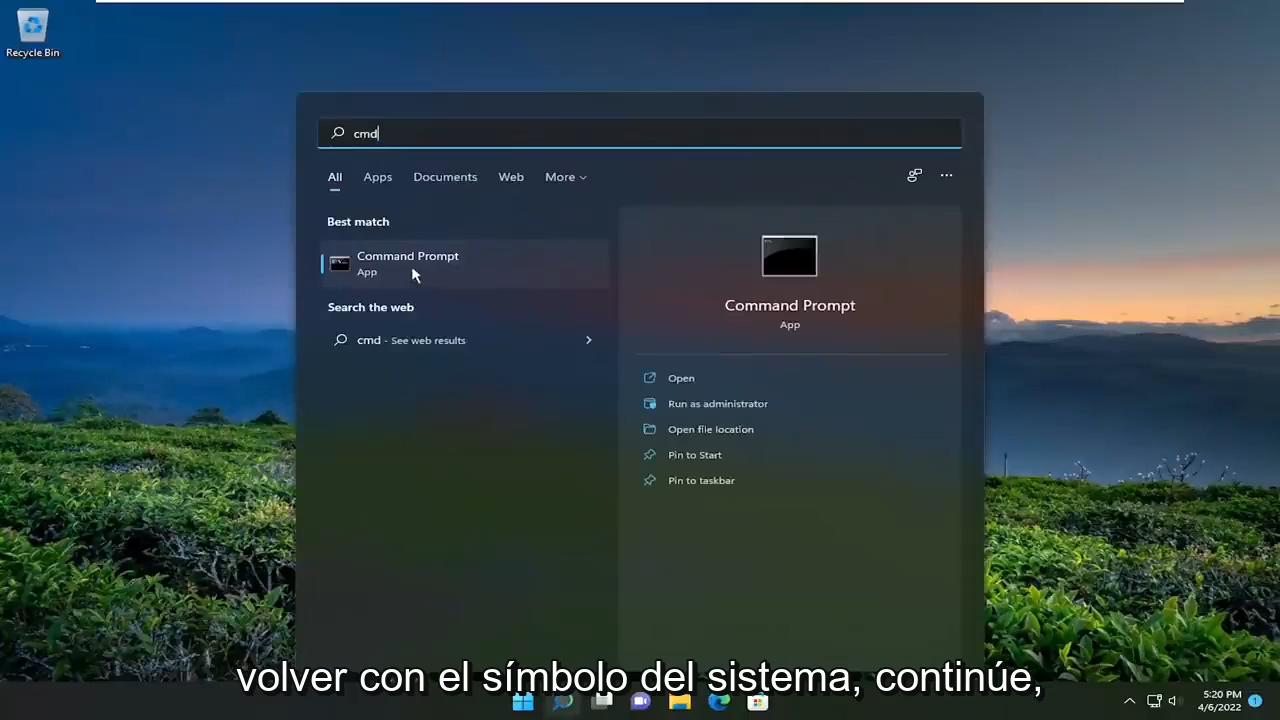 Recycle Bin
cmd
All Apps Documents Web More
Best match
Command Prompt
App
Search the web
cmd - See web results
Command Prompt
App
Open
Run as administrator
Open file location
Pin to Start
Pin to taskbar
volver con el símbolo del sistema, continúe,
5:20 PM
4/6/2022
1